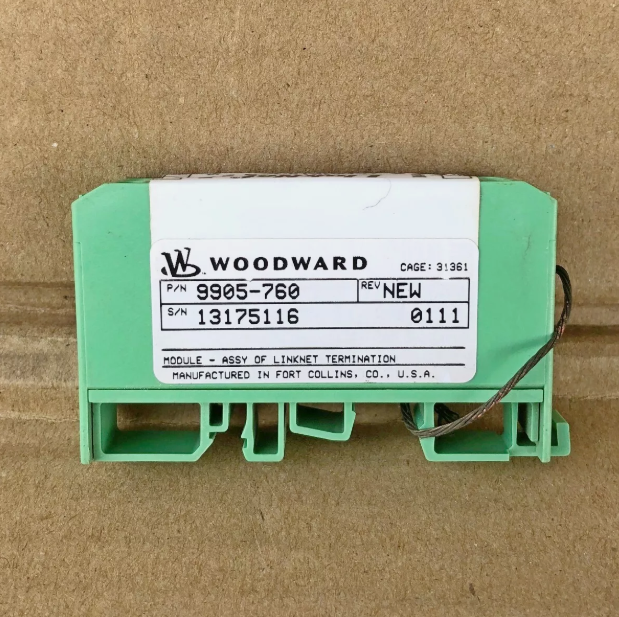 WOODWARD CAGE: 31361
P/N 9905-760 REV NEW
S/N 13175116 0111
MODULE - ASSY OF LINKNET TERMINATION
MANUFACTURED IN FORT COLLINS, CO., U.S.A.